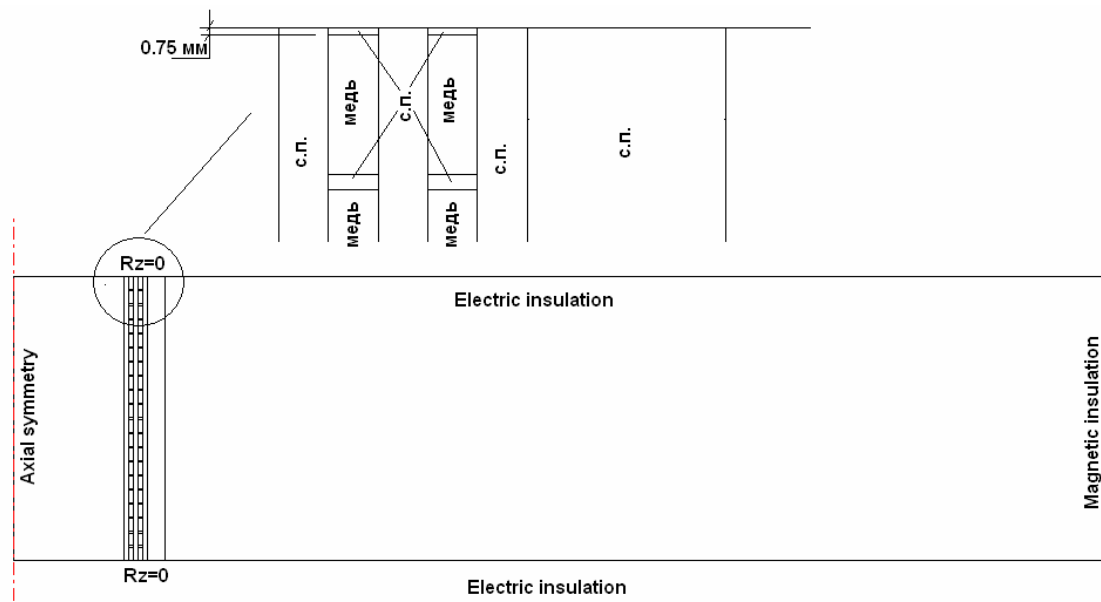 0.75 мм
с.п.
медь
с.п.
медь
с.п.
с.п.
медь
медь
Rz=0
Electric insulation
Axial symmetry
Magnetic insulation
Rz=0
Electric insulation